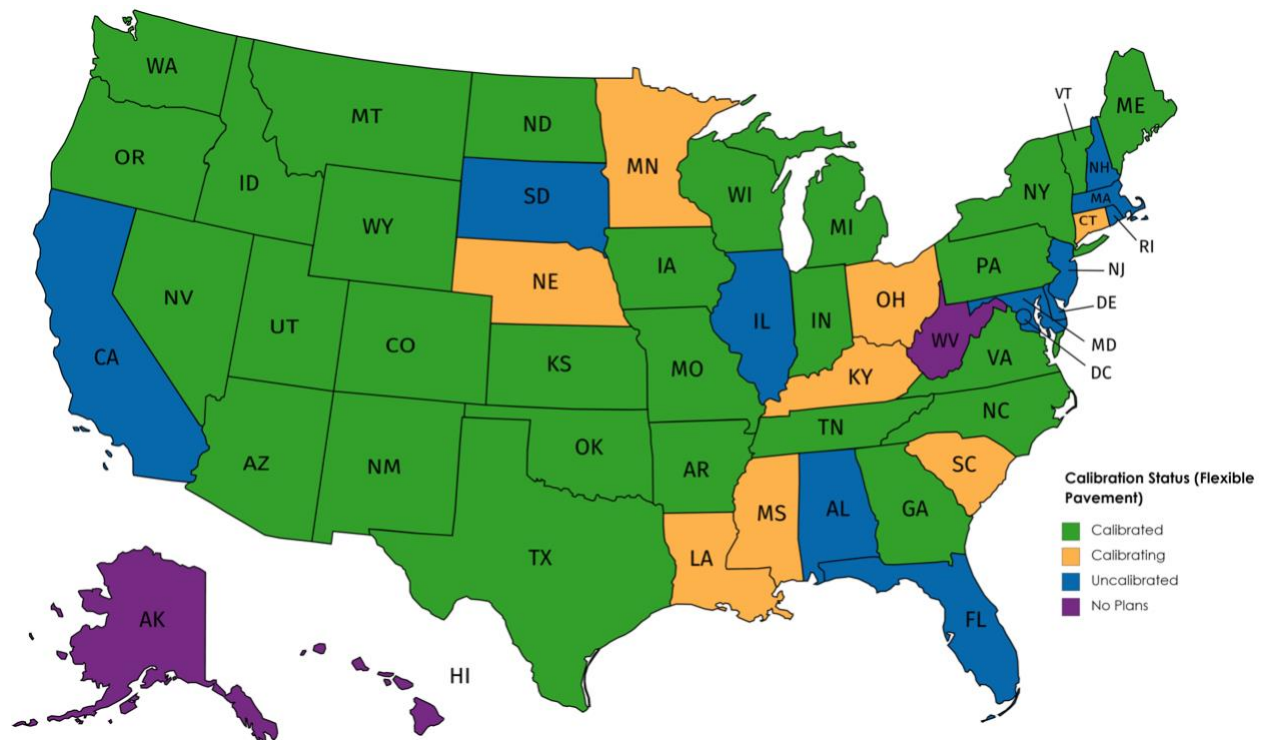 WA
MT
ND
MN
VT
ME
OR
ID
SD
WI
NH
NY
MA
WY
MI
CT
RI
IA
PA
NJ
NE
NV
OH
DE
UT
IL
IN
CO
WV
MD
CA
VA
DC
KS
MO
KY
NC
TN
OK
AZ
NM
AR
SC
MS
AL
GA
TX
LA
FL
AK
HI
Calibration Status (Flexible
Pavement)
Calibrated
Calibrating
Uncalibrated
No Plans